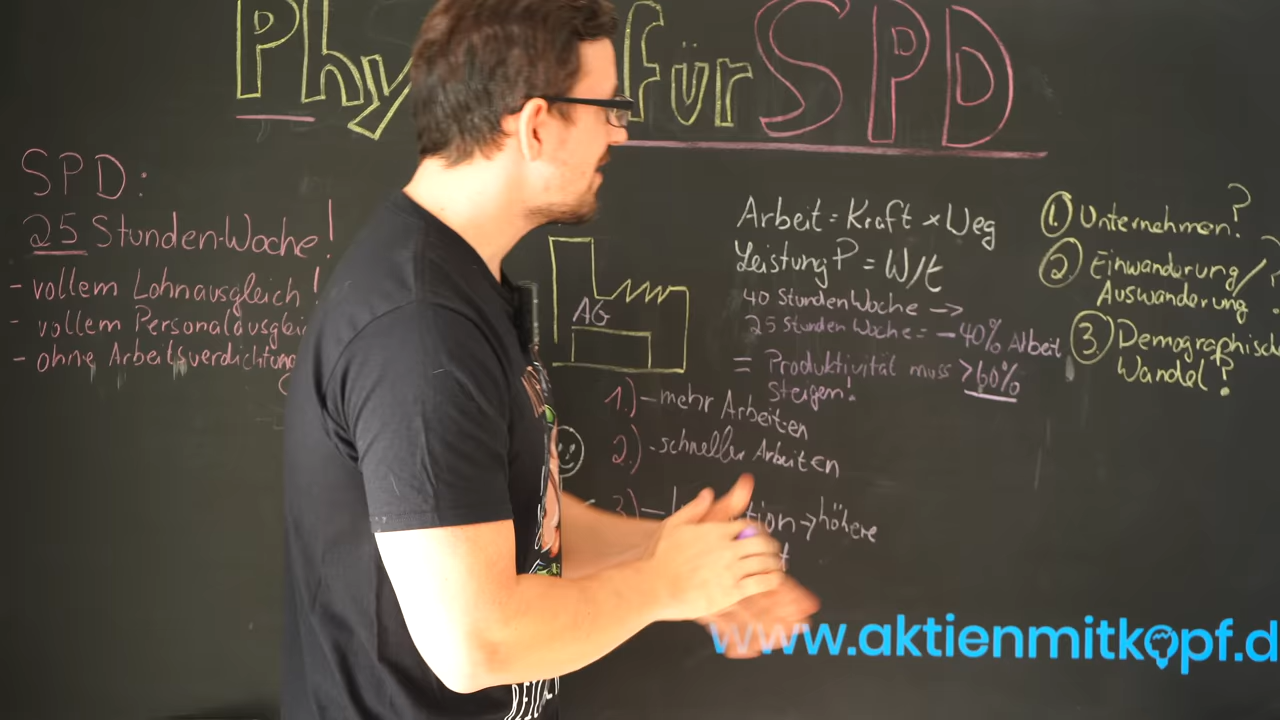 Phy für SPD
SPD:
25 Stunden-Woche!
- vollem Lohnausgleich!
- vollem Personalausglei
- ohne Arbeitsverdichtung
AG
Arbeit = Kraft × Weg
Leistung P = W/t
40 Stunden Woche ->
25 Stunden Woche = -40% Arbeit
= Produktivität muss >60%
steigen!
1.) - mehr Arbeiten
2.) - schneller Arbeiten
3) - tion -> höhere
① Unternehmen?
② Einwanderung/?
Auswanderung?
③ Demographische
Wandel?
www.aktienmitkopf.d